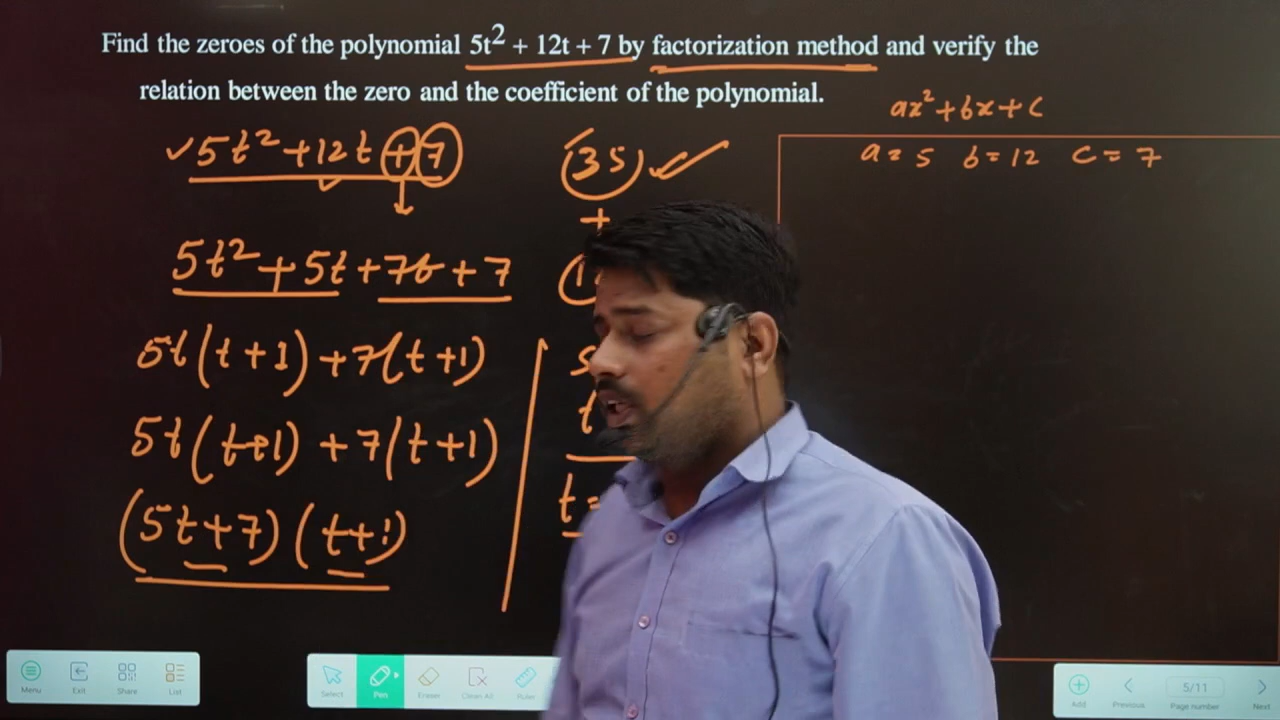 Find the zeroes of the polynomial 5t² + 12t + 7 by factorization method and verify the
relation between the zero and the coefficient of the polynomial.
ax² + bx + c
a = 5 b = 12 c = 7
5t² + 12t + 7
35
+
5t² + 5t + 7t + 7
5t(t + 1) + 7(t + 1)
5t(t+1) + 7(t+1)
(5t + 7)(t+1)
t =
Menu
Exit
Share
List
Select
Pen
Eraser
Clean All
Ruler
Add
Previous
5/11
Page number
Next